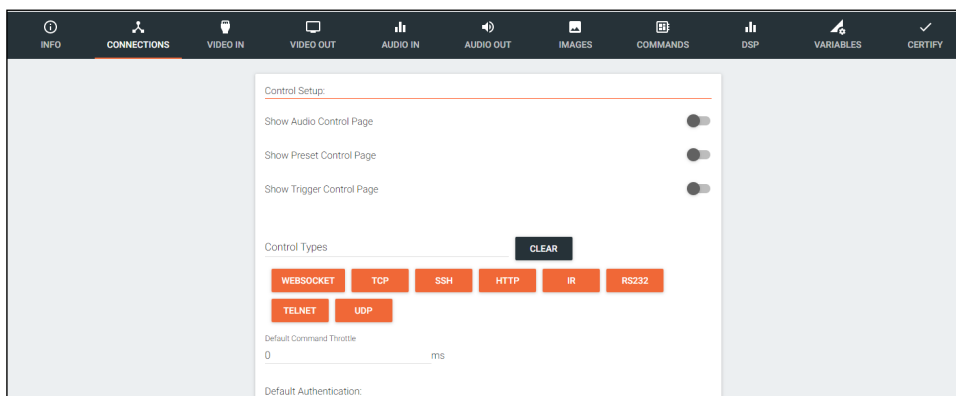 INFO CONNECTIONS VIDEO IN VIDEO OUT AUDIO IN AUDIO OUT IMAGES COMMANDS DSP VARIABLES CERTIFY
Control Setup:
Show Audio Control Page
Show Preset Control Page
Show Trigger Control Page
Control Types CLEAR
WEBSOCKET TCP SSH HTTP IR RS232
TELNET UDP
Default Command Throttle
0 ms
Default Authentication: